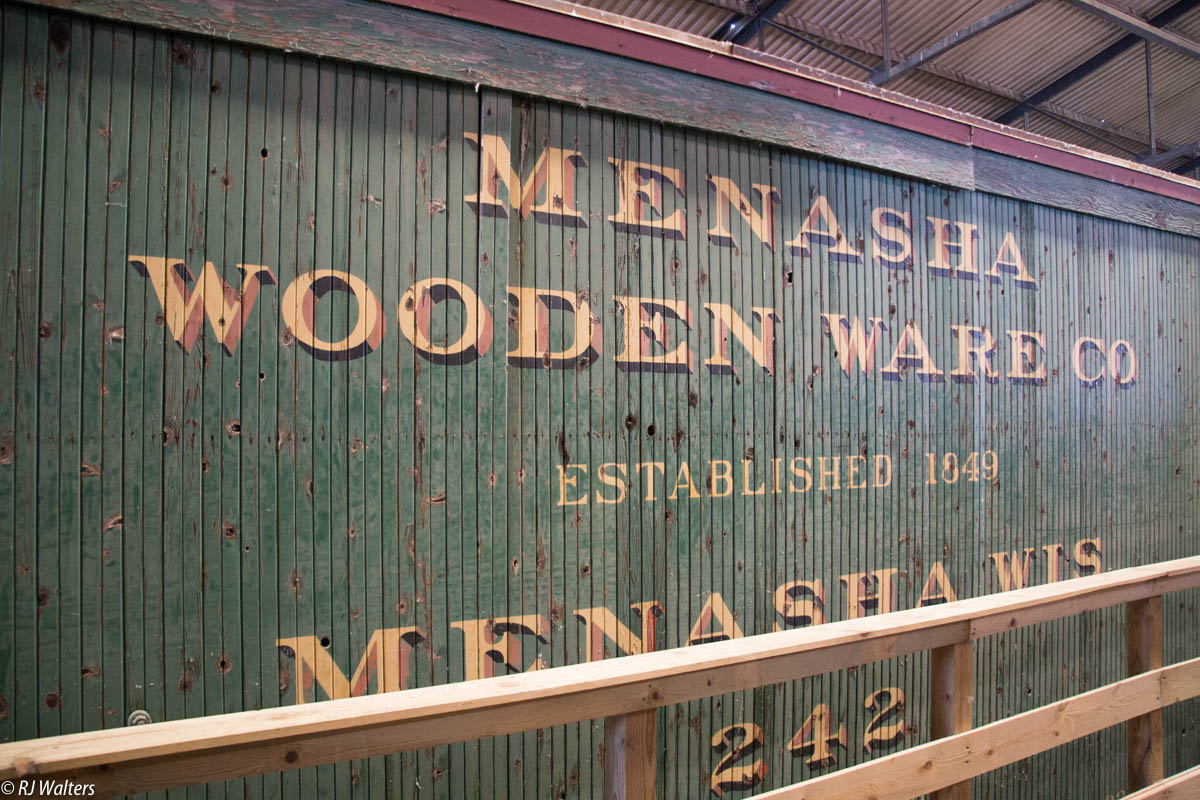 MENASHA
WOODEN WARE CO
ESTABLISHED 1849
MENASHA WIS
242
© RJ Walters